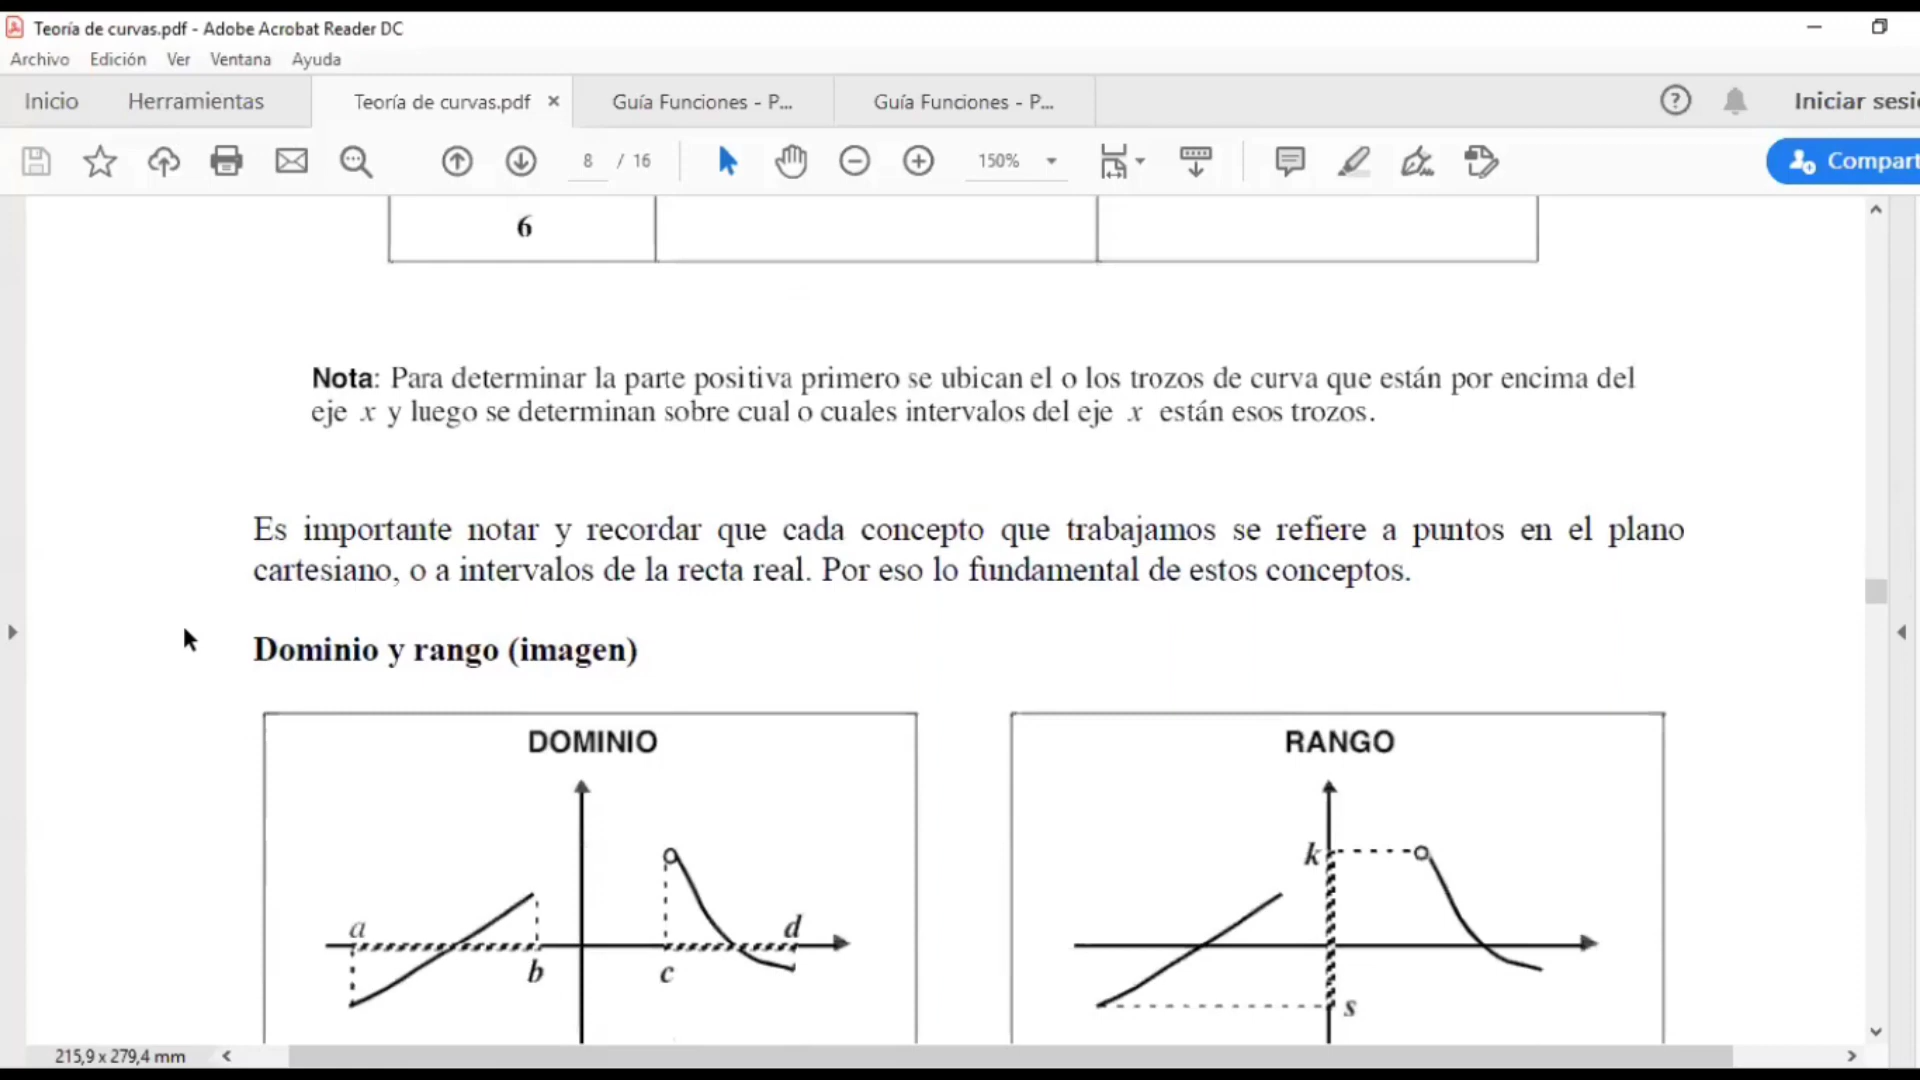 Teoría de curvas.pdf - Adobe Acrobat Reader DC
Archivo Edición Ver Ventana Ayuda
Inicio Herramientas Teoría de curvas.pdf × Guía Funciones - P... Guía Funciones - P... Iniciar sesi
8 / 16 150% Compart
6
Nota: Para determinar la parte positiva primero se ubican el o los trozos de curva que están por encima del
eje x y luego se determinan sobre cual o cuales intervalos del eje x están esos trozos.
Es importante notar y recordar que cada concepto que trabajamos se refiere a puntos en el plano
cartesiano, o a intervalos de la recta real. Por eso lo fundamental de estos conceptos.
Dominio y rango (imagen)
DOMINIO
a
b
c
d
RANGO
k
s
215,9 x 279,4 mm